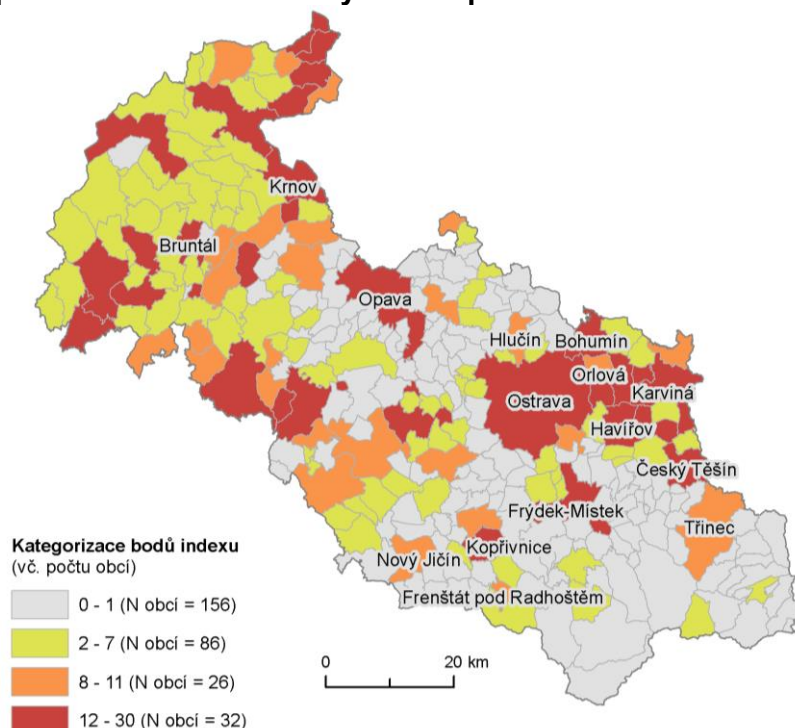 Krnov
Bruntál
Opava
Hlučín
Bohumín
Orlová
Karviná
Ostrava
Havířov
Český Těšín
Frýdek-Místek
Třinec
Kopřivnice
Nový Jičín
Frenštát pod Radhoštěm
Kategorizace bodů indexu
(vč. počtu obcí)
0 - 1 (N obcí = 156)
2 - 7 (N obcí = 86)
8 - 11 (N obcí = 26)
12 - 30 (N obcí = 32)
0 20 km